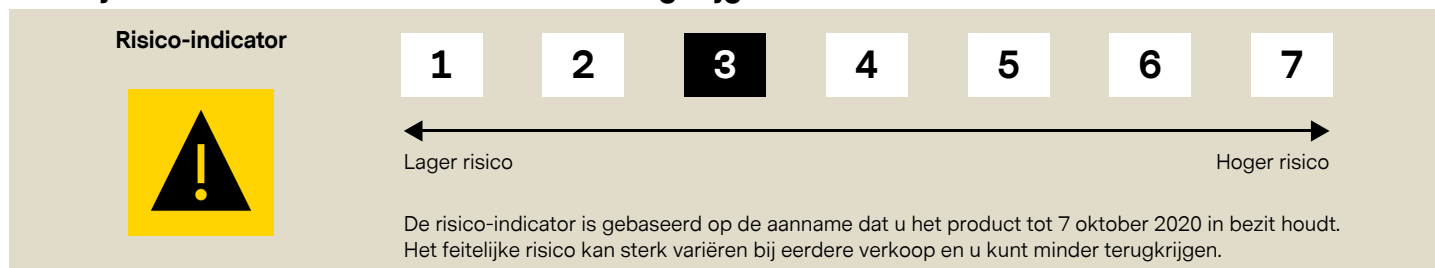 Risico-indicator
1 2 3 4 5 6 7
Lager risico Hoger risico
De risico-indicator is gebaseerd op de aanname dat u het product tot 7 oktober 2020 in bezit houdt.
Het feitelijke risico kan sterk variëren bij eerdere verkoop en u kunt minder terugkrijgen.